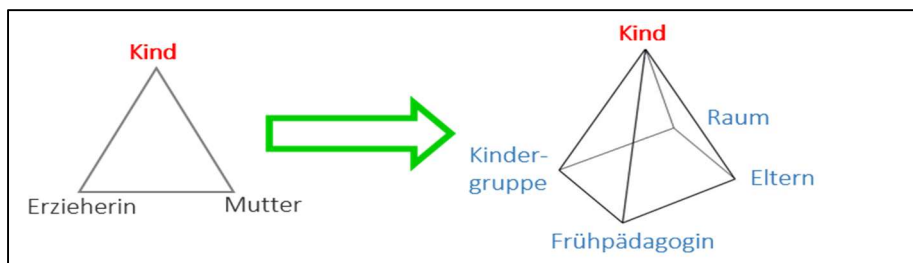 Kind
Erzieherin
Mutter
Kind
Raum
Kinder-
gruppe
Eltern
Frühpädagogin